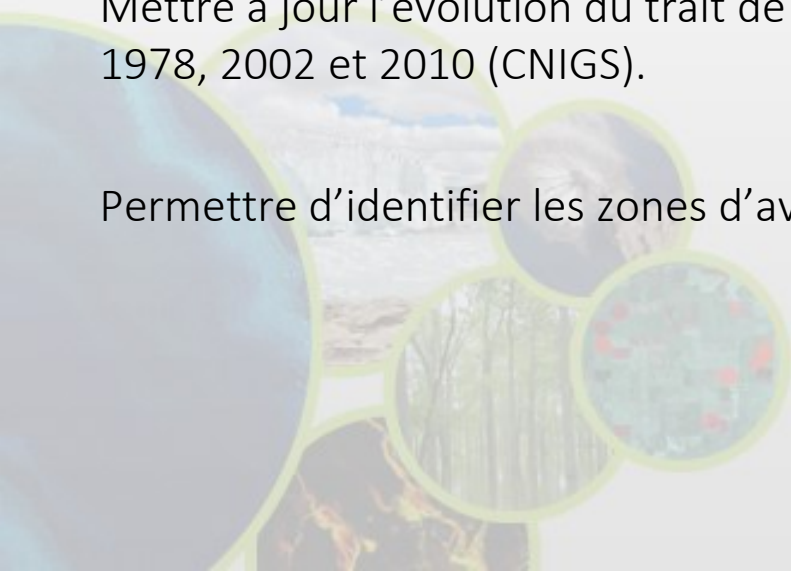 Mettre à jour l'évolution du trait de
1978, 2002 et 2010 (CNIGS).
Permettre d'identifier les zones d'av